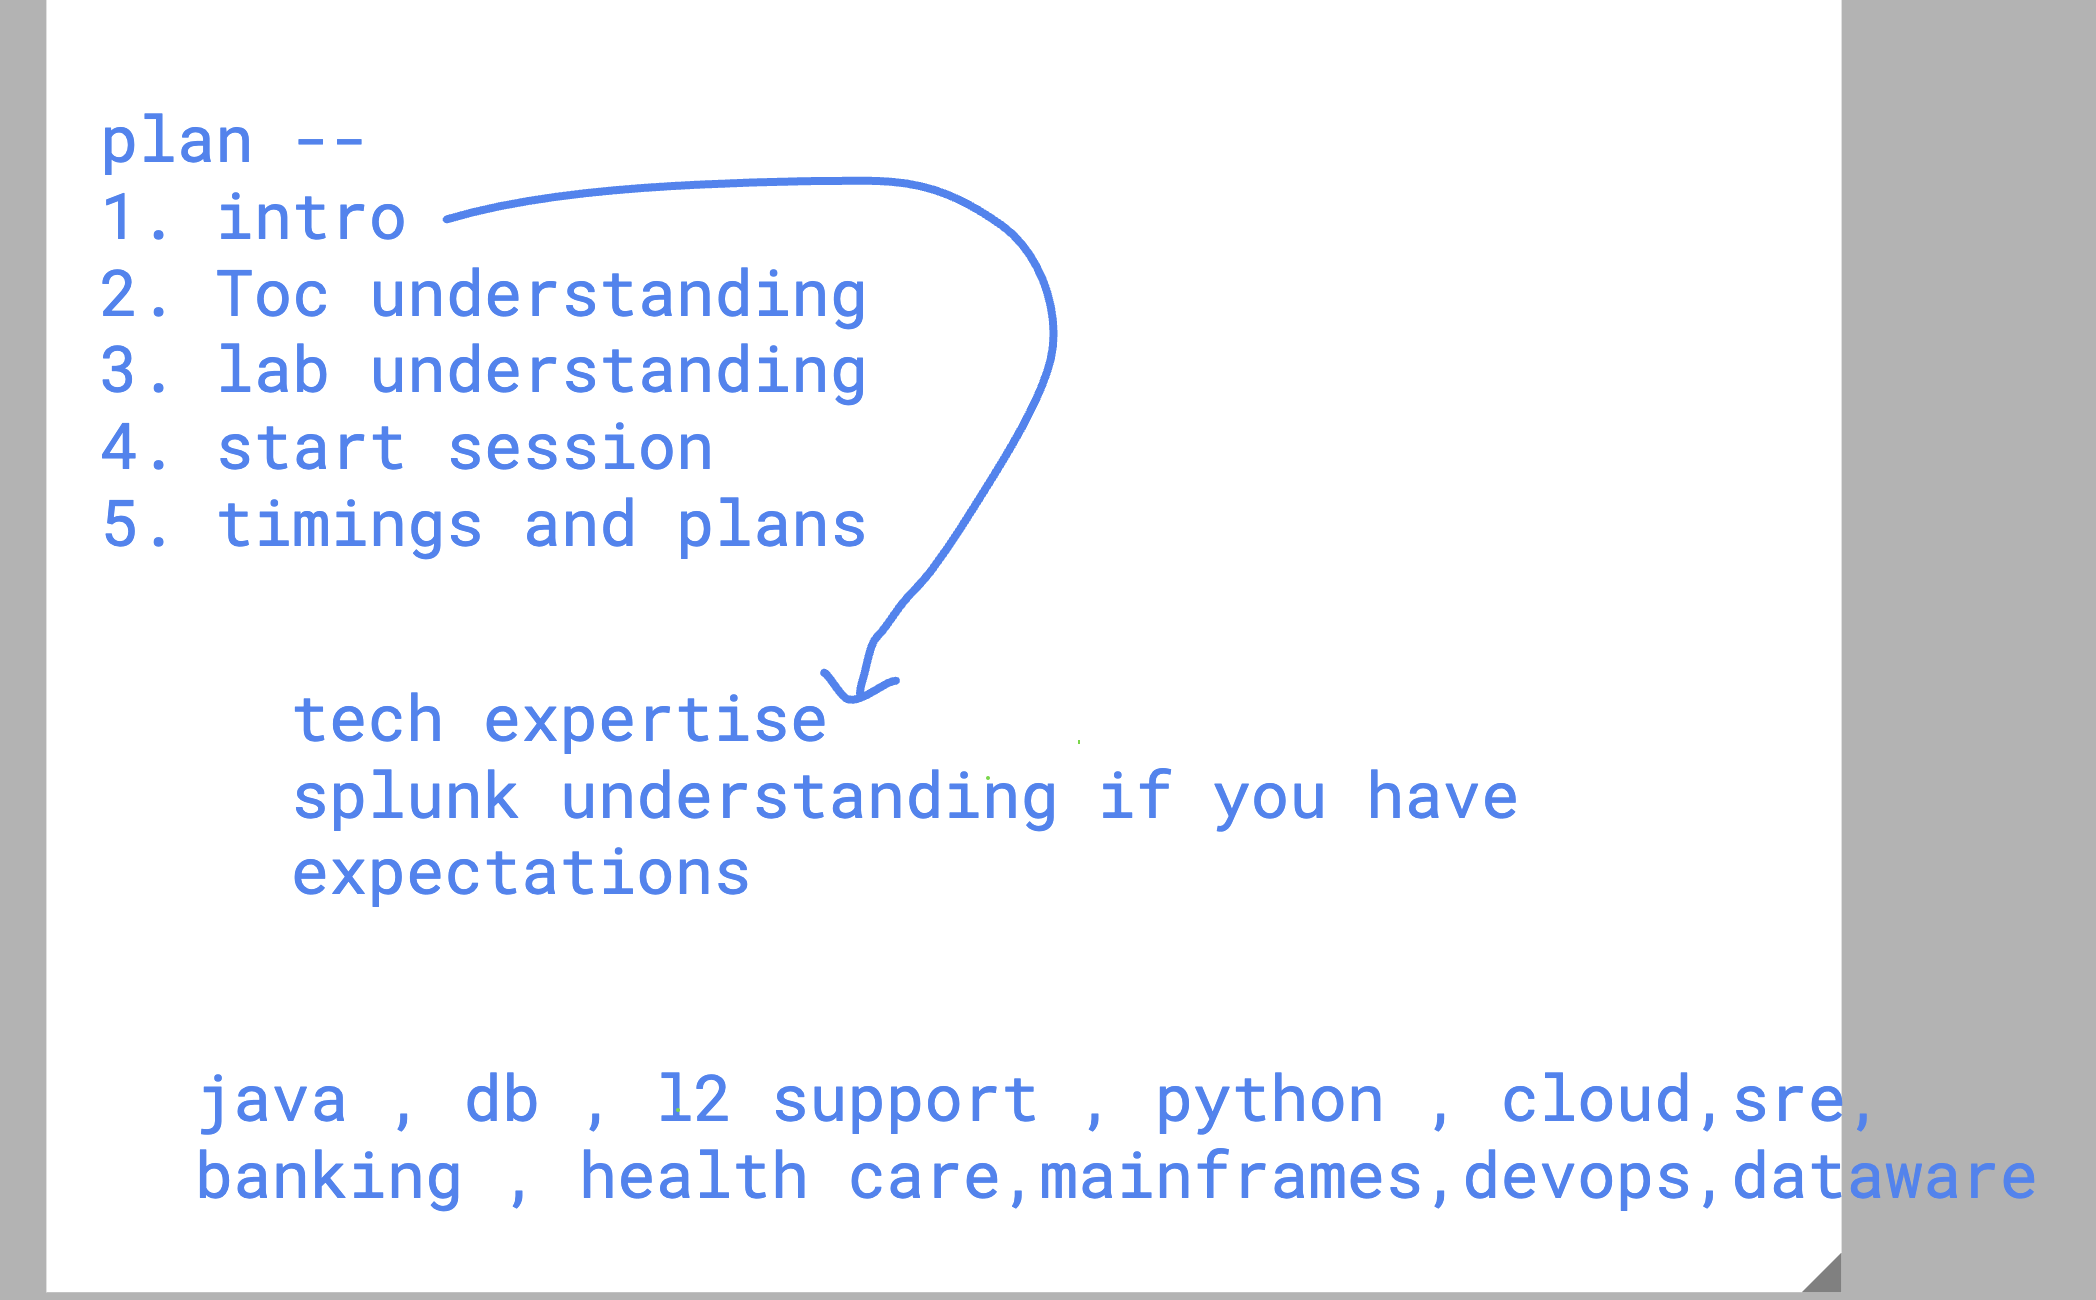 plan --
1. intro
2. Toc understanding
3. lab understanding
4. start session
5. timings and plans
tech expertise
splunk understanding if you have
expectations
java , db , l2 support , python , cloud,sre,
banking , health care,mainframes,devops,dataware